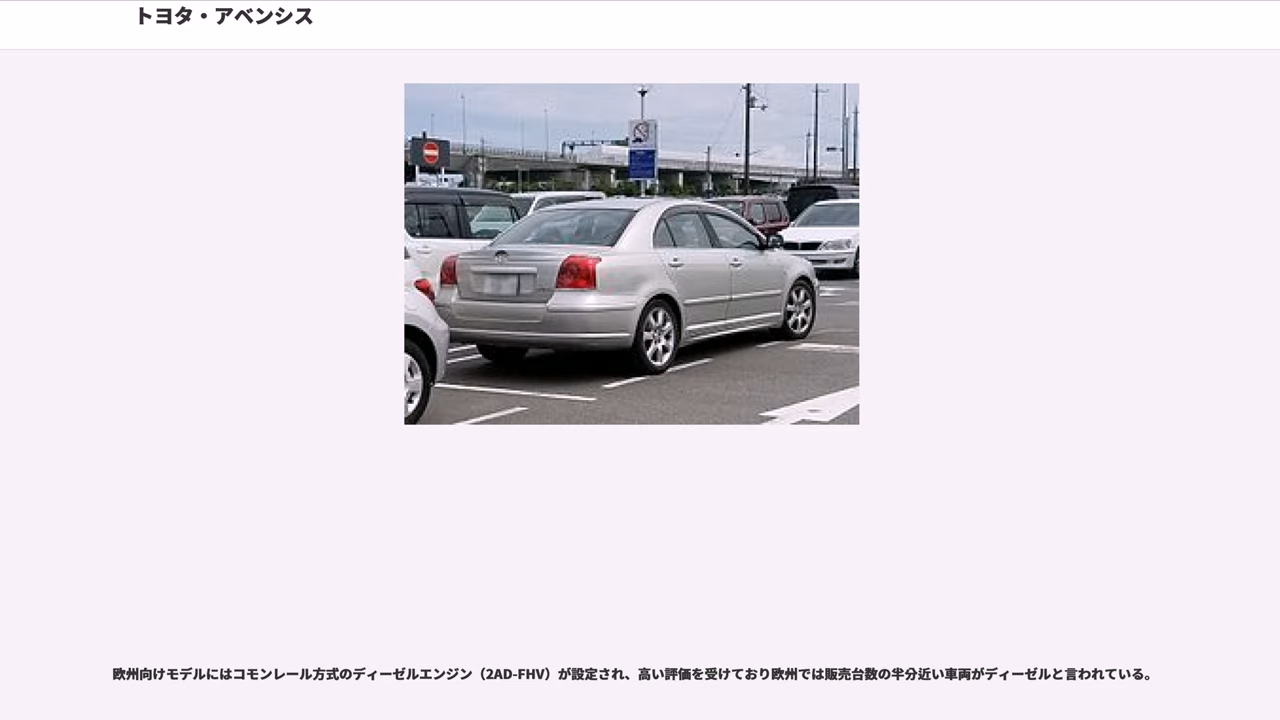 トヨタ・アベンシス
欧州向けモデルにはコモンレール方式のディーゼルエンジン（2AD-FHV）が設定され、高い評価を受けており欧州では販売台数の半分近い車両がディーゼルと言われている。